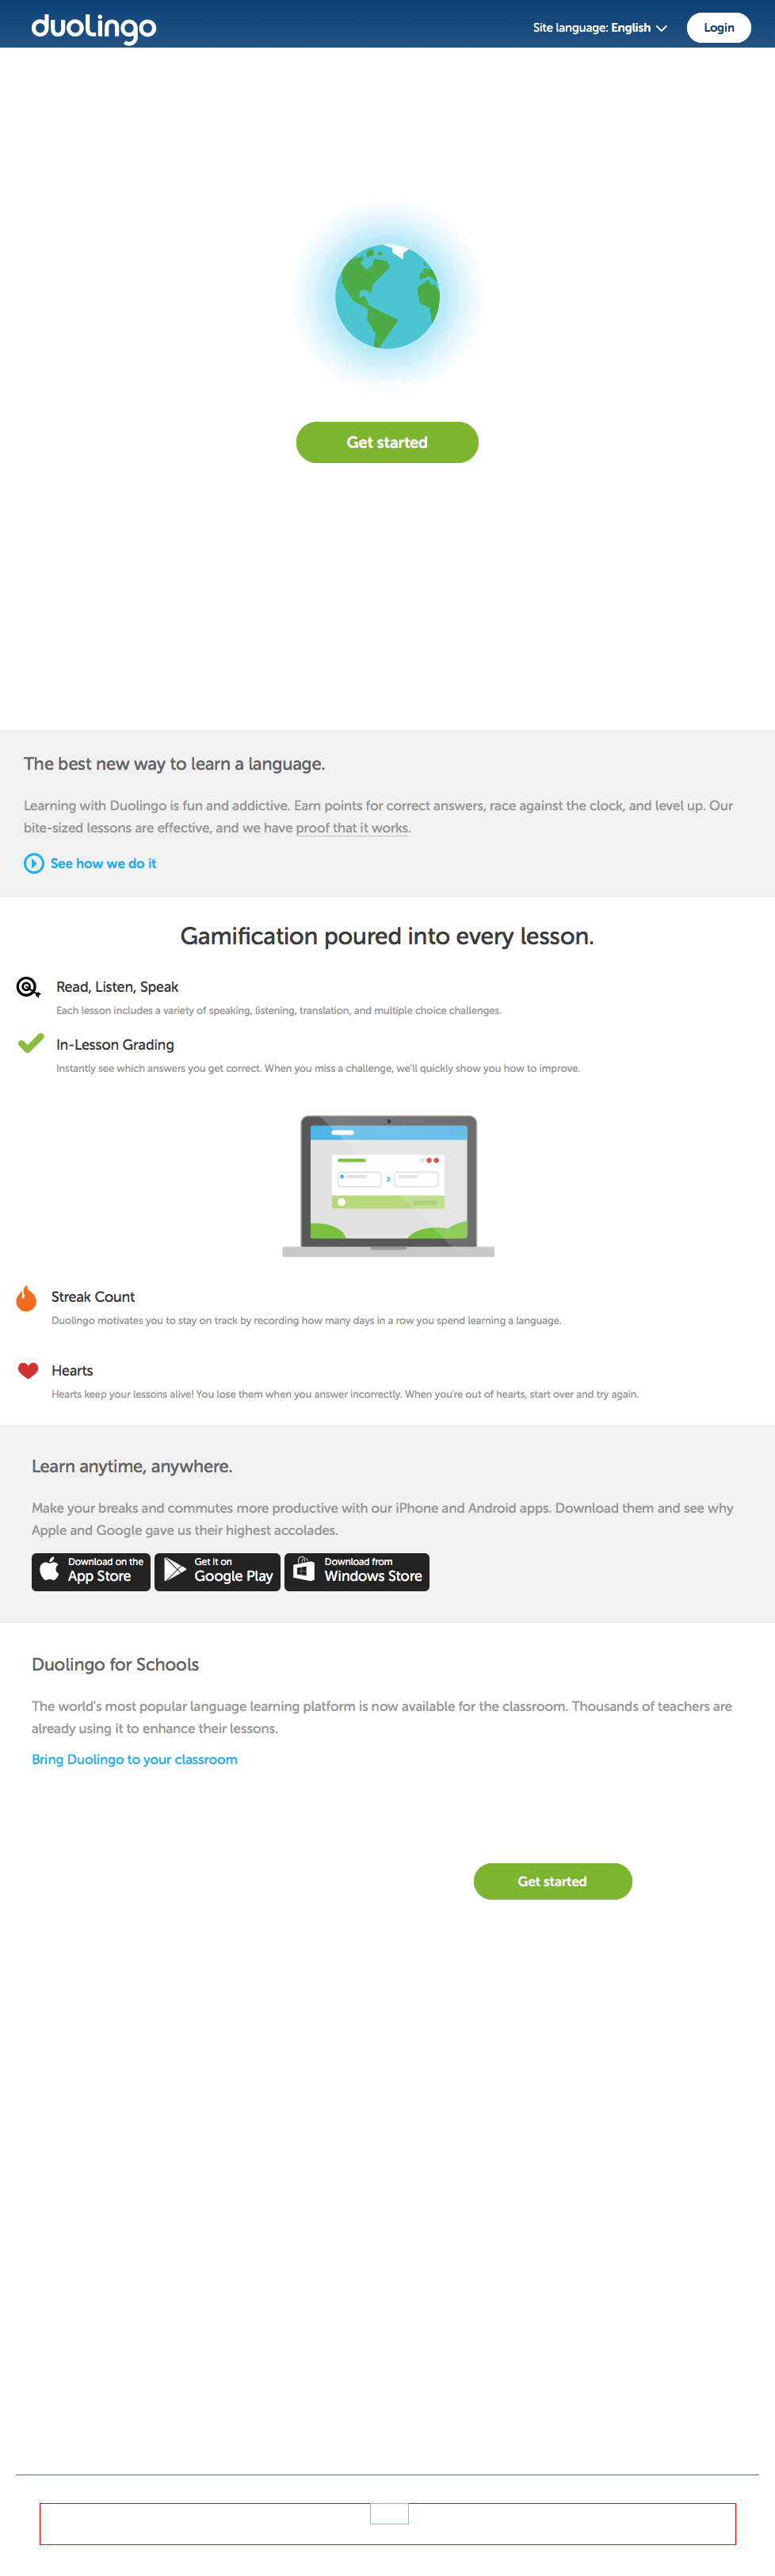 duolingo
Site language: English
Login
for
Get started
The best new way to learn a language.
Learning with Duolingo is fun and addictive. Earn points for correct answers, race against the clock, and level up. Our
bite-sized lessons are effective, and we have proof that it works.
See how we do it
Gamification poured into every lesson.
Read, Listen, Speak
Each lesson includes a variety of speaking, listening, translation, and multiple choice challenges.
In-Lesson Grading
Instantly see which answers you get correct. When you miss a challenge, we'll quickly show you how to improve.
Streak Count
Duolingo motivates you to stay on track by recording how many days in a row you spend learning a language.
Hearts
Hearts keep your lessons alive! You lose them when you answer incorrectly. When you're out of hearts, start over and try again.
Learn anytime, anywhere.
Make your breaks and commutes more productive with our iPhone and Android apps. Download them and see why
Apple and Google gave us their highest accolades.
Download on the
App Store
Get it on
Google Play
Download from
Windows Store
Duolingo for Schools
The world's most popular language learning platform is now available for the classroom. Thousands of teachers are
already using it to enhance their lessons.
Bring Duolingo to your classroom
Get started